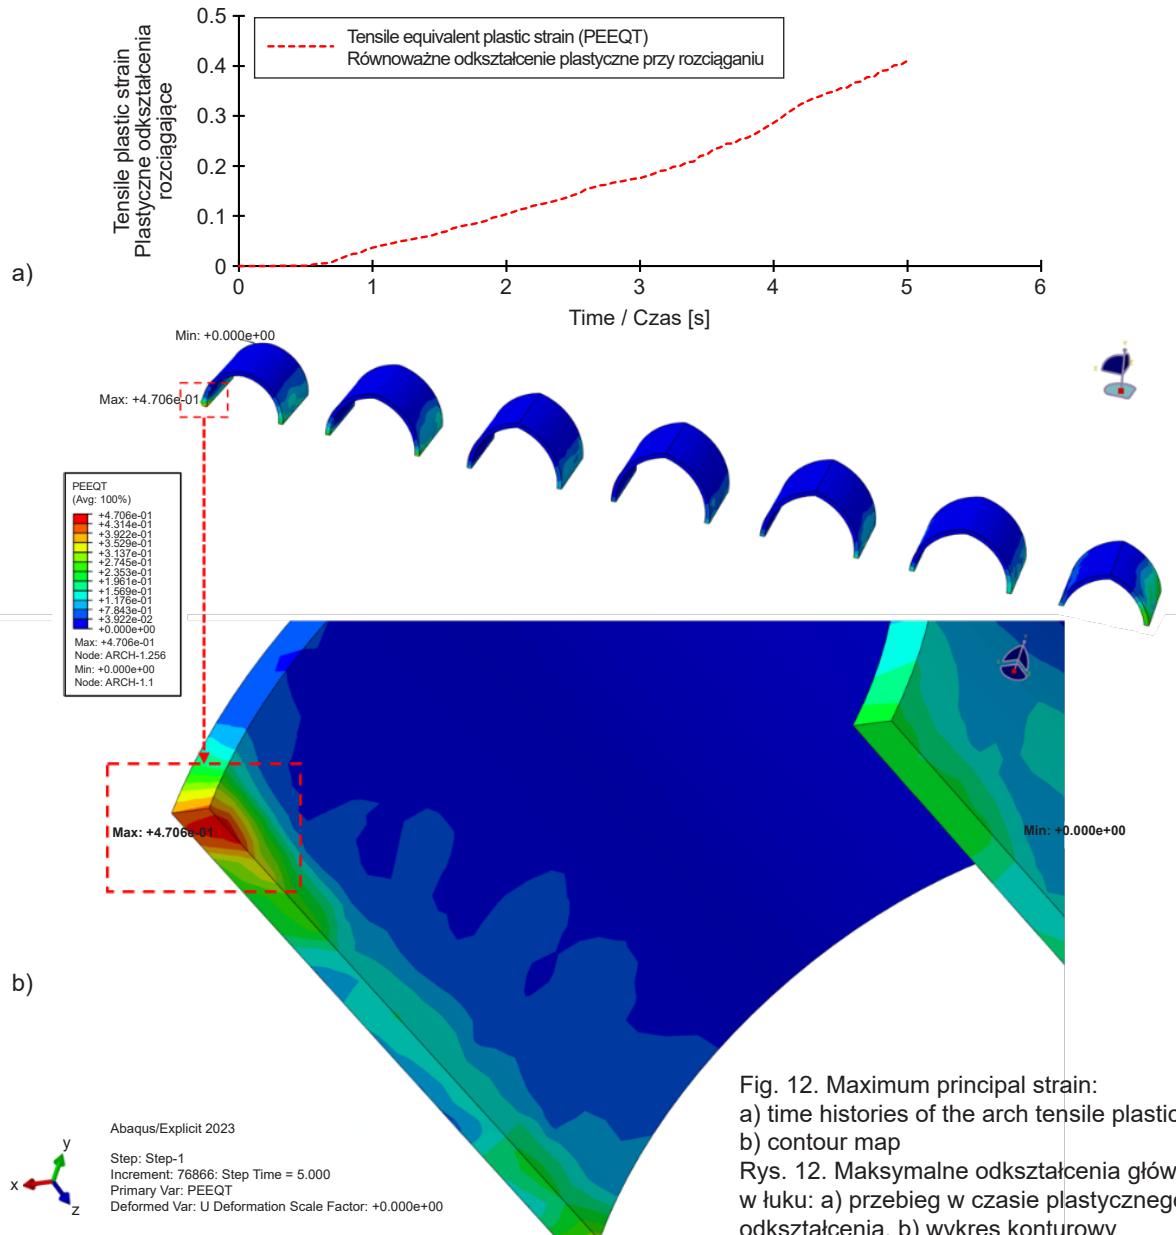 0.5
0.4
0.3
0.2
0.1
0
Tensile plastic strain
Plastyczne odkształcenia
rozciągające
Tensile equivalent plastic strain (PEEQT)
Równoważne odkształcenie plastyczne przy rozciąganiu
0 1 2 3 4 5 6
Time / Czas [s]
a)
Min: +0.000e+00
Max: +4.706e-01
PEEQT
(Avg: 100%)
+4.706e-01
+4.314e-01
+3.922e-01
+3.529e-01
+3.137e-01
+2.745e-01
+2.353e-01
+1.961e-01
+1.569e-01
+1.176e-01
+7.843e-01
+3.922e-02
+0.000e+00
Max: +4.706e-01
Node: ARCH-1.256
Min: +0.000e+00
Node: ARCH-1.1
Max: +4.706e-01
Min: +0.000e+00
b)
Abaqus/Explicit 2023
Step: Step-1
Increment: 76866: Step Time = 5.000
Primary Var: PEEQT
Deformed Var: U Deformation Scale Factor: +0.000e+00
y
x
z
Fig. 12. Maximum principal strain:
a) time histories of the arch tensile plastic
b) contour map
Rys. 12. Maksymalne odkształcenia głów
w łuku: a) przebieg w czasie plastycznego
odkształcenia, b) wykres konturowy